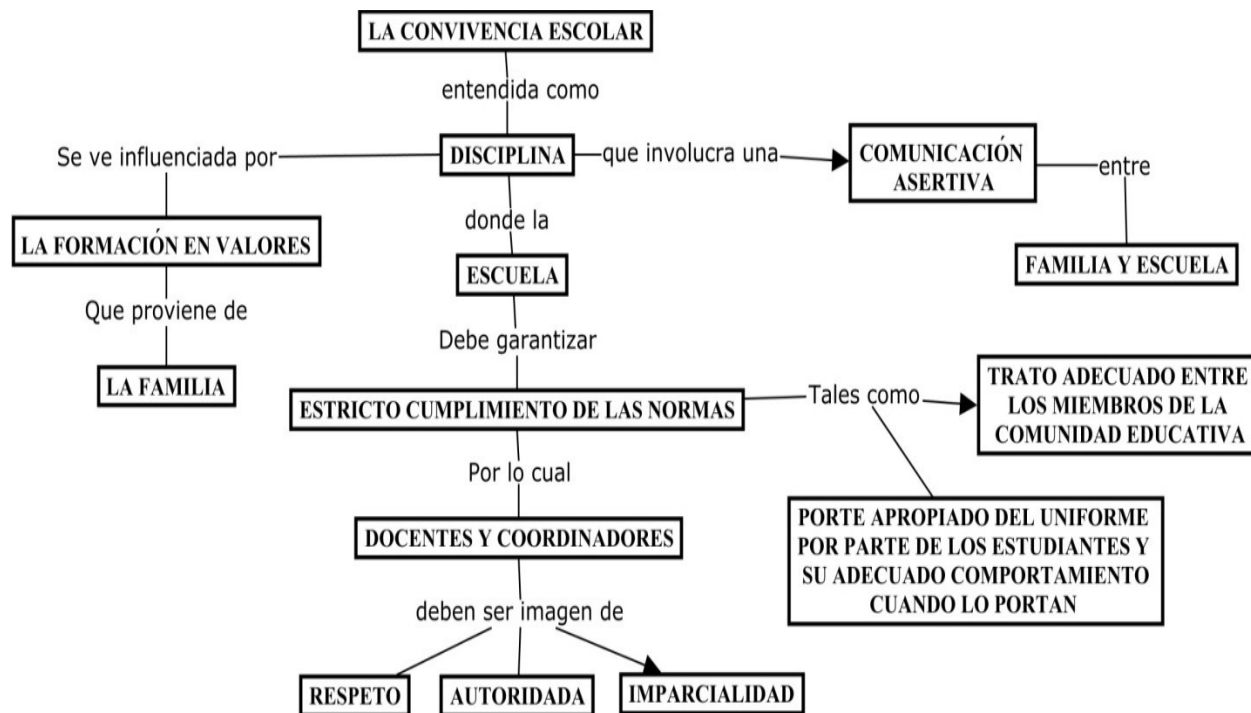 LA CONVIVENCIA ESCOLAR
entendida como
Se ve influenciada por
DISCIPLINA
que involucra una
COMUNICACIÓN
ASERTIVA
entre
donde la
LA FORMACIÓN EN VALORES
ESCUELA
FAMILIA Y ESCUELA
Que proviene de
Debe garantizar
LA FAMILIA
ESTRICTO CUMPLIMIENTO DE LAS NORMAS
Tales como
TRATO ADECUADO ENTRE
LOS MIEMBROS DE LA
COMUNIDAD EDUCATIVA
Por lo cual
PORTE APROPIADO DEL UNIFORME
POR PARTE DE LOS ESTUDIANTES Y
SU ADECUADO COMPORTAMIENTO
CUANDO LO PORTAN
DOCENTES Y COORDINADORES
deben ser imagen de
RESPETO
AUTORIDADA
IMPARCIALIDAD